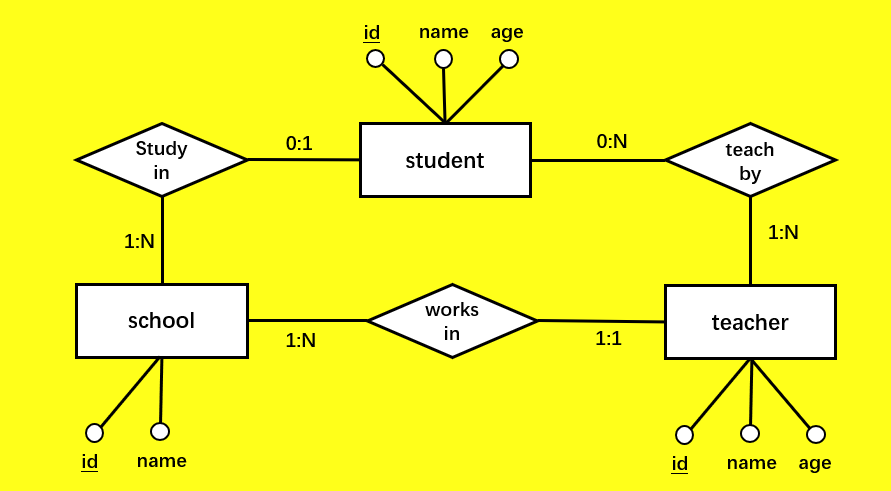 id name age
Study
in
0:1
student
0:N
teach
by
1:N
1:N
school
1:N
works
in
1:1
teacher
id name
id name age